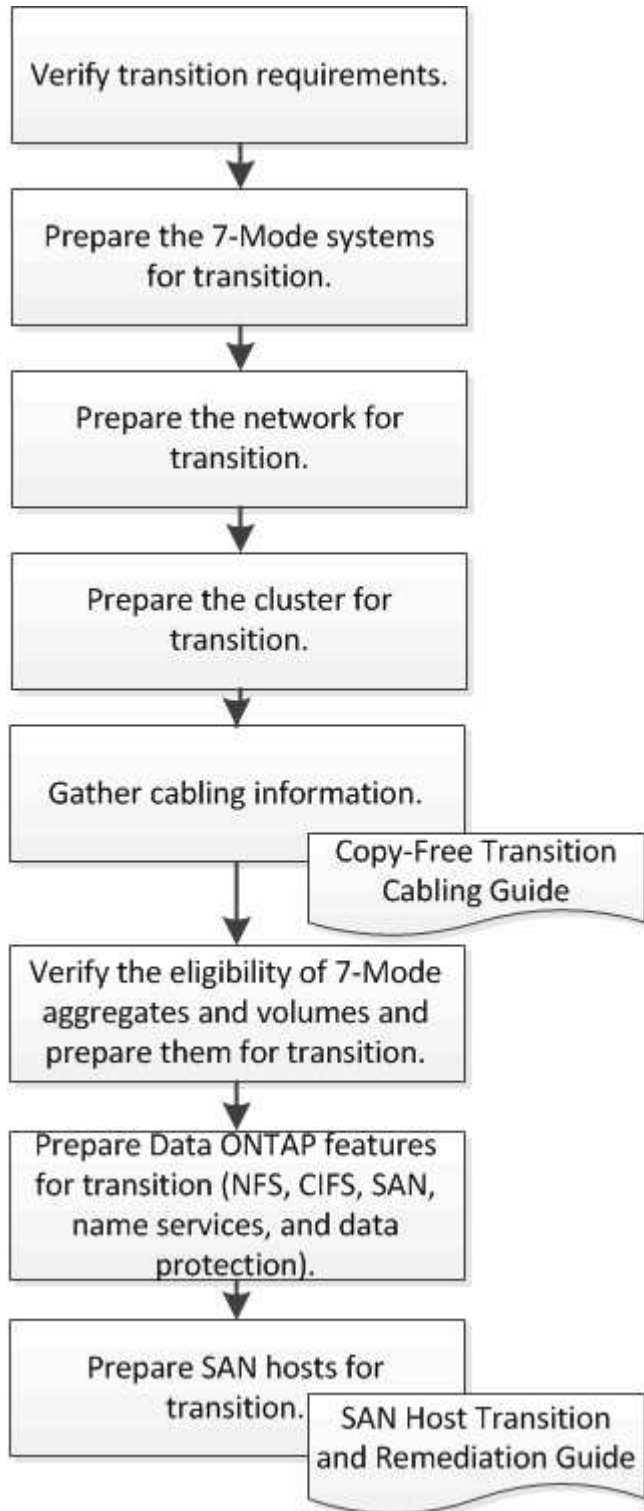 Verify transition requirements.
Prepare the 7-Mode systems
for transition.
Prepare the network for
transition.
Prepare the cluster for
transition.
Gather cabling information.
Copy-Free Transition
Cabling Guide
Verify the eligibility of 7-Mode
aggregates and volumes and
prepare them for transition.
Prepare Data ONTAP features
for transition (NFS, CIFS, SAN,
name services, and data
protection).
Prepare SAN hosts for
transition.
SAN Host Transition
and Remediation Guide